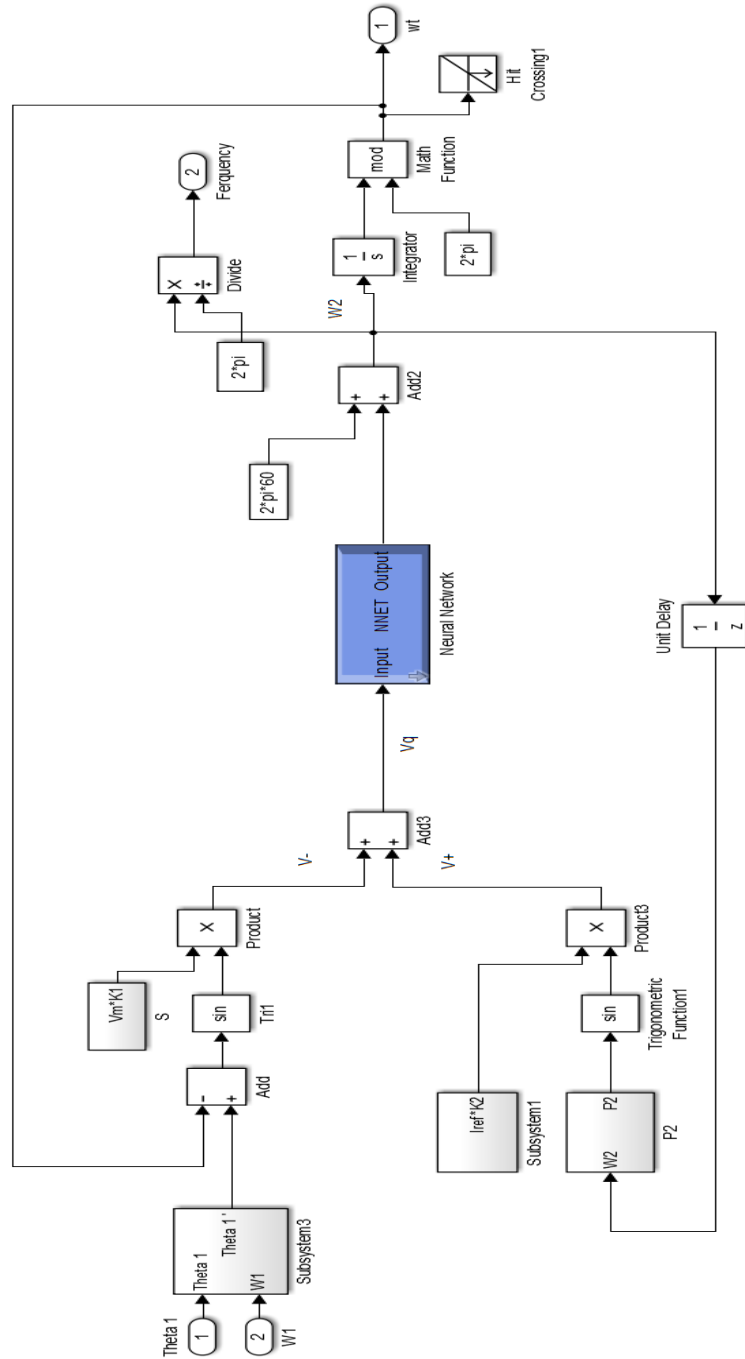 Theta 1
1
2
W1
Theta 1
Theta 1 '
W1
Subsystem3
-
+
Add
sin
Tri1
Vm*K1
S
X
Product
V-
Iref*K2
Subsystem1
W2
P2
P2
sin
Trigonometric
Function1
X
Product3
V+
+
+
Add3
Vq
Input NNET Output
Neural Network
2*pi*60
+
+
Add2
W2
2*pi
X
÷
Divide
2
Ferquency
1
s
Integrator
2*pi
mod
Math
Function
Hit
Crossing1
1
wt
Unit Delay
1
z